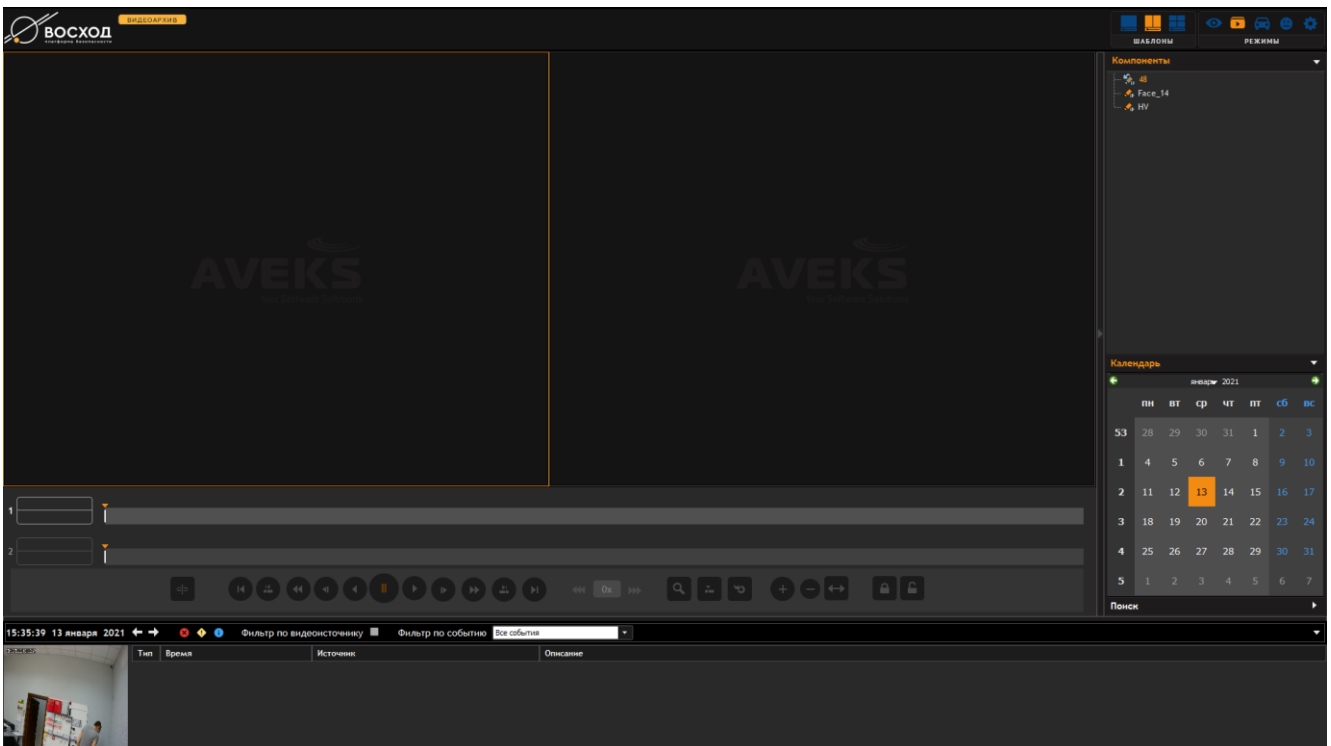 ВОСХОД
платформа безопасности
ВИДЕОАРХИВ
ШАБЛОНЫ
РЕЖИМЫ
Компоненты
48
Face_14
HV
AVEKS
AVEKS
Календарь
январь 2021
пн вт ср чт пт сб вс
53 28 29 30 31 1 2 3
1 4 5 6 7 8 9 10
2 11 12 13 14 15 16 17
3 18 19 20 21 22 23 24
4 25 26 27 28 29 30 31
5 1 2 3 4 5 6 7
Поиск
1
2
0x
15:35:39 13 января 2021 Фильтр по видеоисточнику Фильтр по событию Все события
Тип Время Источник Описание